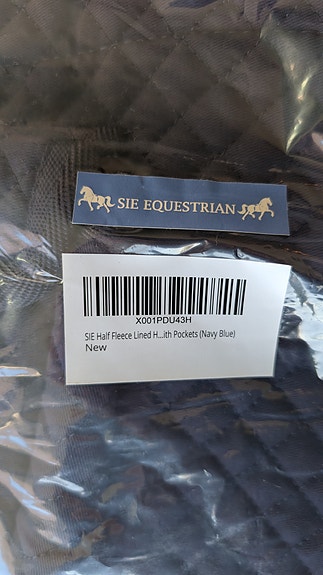 SIE EQUESTRIAN
X001PDU43H
SIE Half Fleece Lined H...ith Pockets (Navy Blue)
New